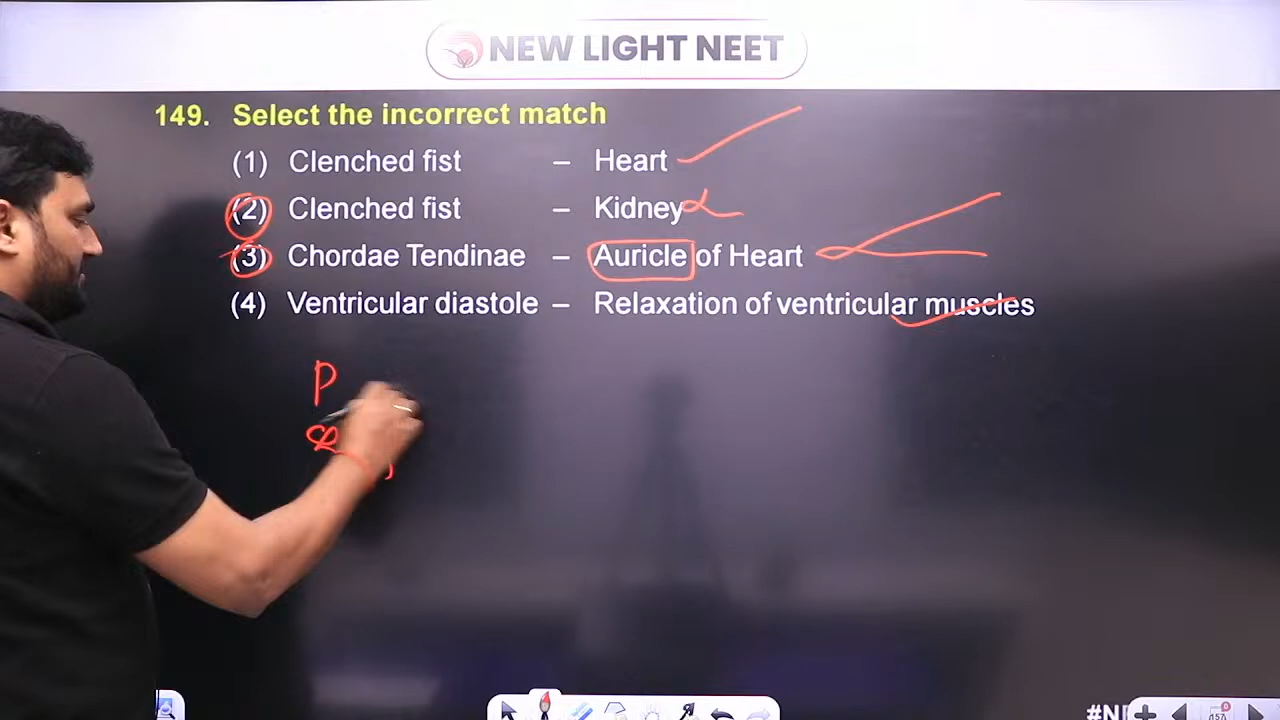 NEW LIGHT NEET
149. Select the incorrect match
(1) Clenched fist – Heart
(2) Clenched fist – Kidney
(3) Chordae Tendinae – Auricle of Heart
(4) Ventricular diastole – Relaxation of ventricular muscles
P